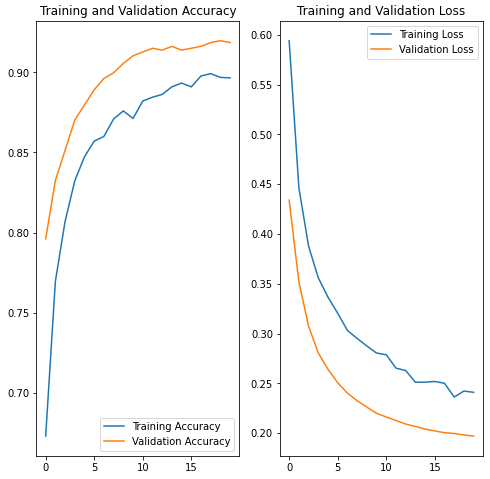 Training and Validation Accuracy
0.90
0.85
0.80
0.75
0.70
Training Accuracy
Validation Accuracy
0 5 10 15
Training and Validation Loss
Training Loss
Validation Loss
0.60
0.55
0.50
0.45
0.40
0.35
0.30
0.25
0.20
0 5 10 15